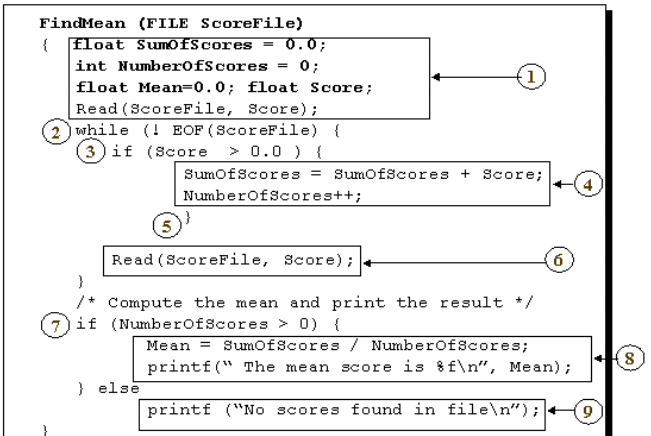 FindMean (FILE ScoreFile)
{ float SumOfScores = 0.0;
int NumberOfScores = 0;
float Mean=0.0; float Score;
1
Read(ScoreFile, Score);
2 while (! EOF(ScoreFile) {
3 if (Score > 0.0 ) {
SumOfScores = SumOfScores + Score;
4
NumberOfScores++;
5 }
Read(ScoreFile, Score); 6
}
/* Compute the mean and print the result */
7 if (NumberOfScores > 0) {
Mean = SumOfScores / NumberOfScores;
printf(“ The mean score is %f\n”, Mean);
8
} else
printf (“No scores found in file\n”); 9
}